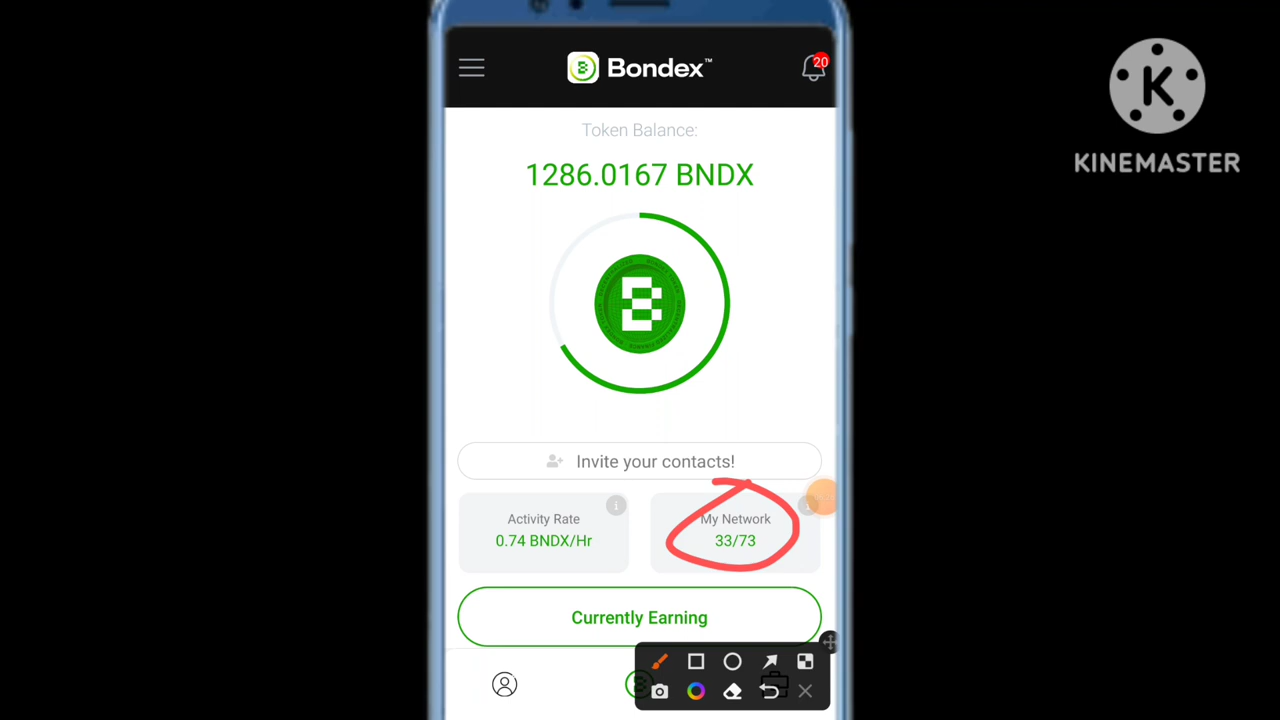 Bondex™
20
KINEMASTER
Token Balance:
1286.0167 BNDX
Invite your contacts!
Activity Rate
0.74 BNDX/Hr
My Network
33/73
Currently Earning